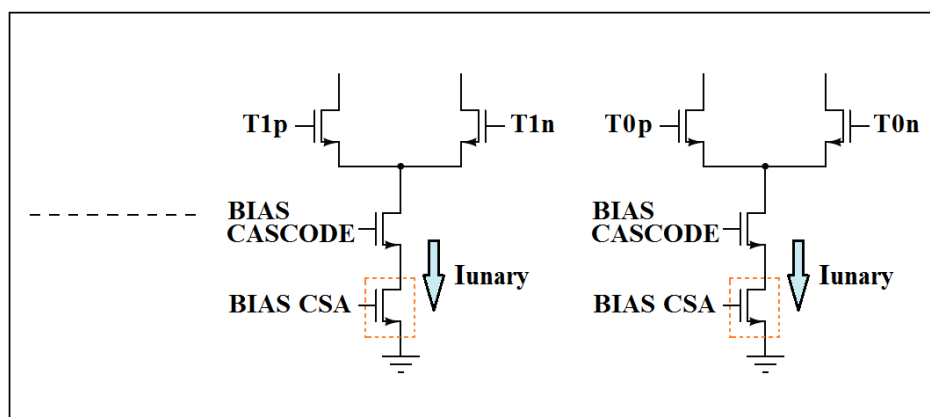 T1p
T1n
T0p
T0n
BIAS
CASCODE
BIAS
CASCODE
Iunary
Iunary
BIAS CSA
BIAS CSA